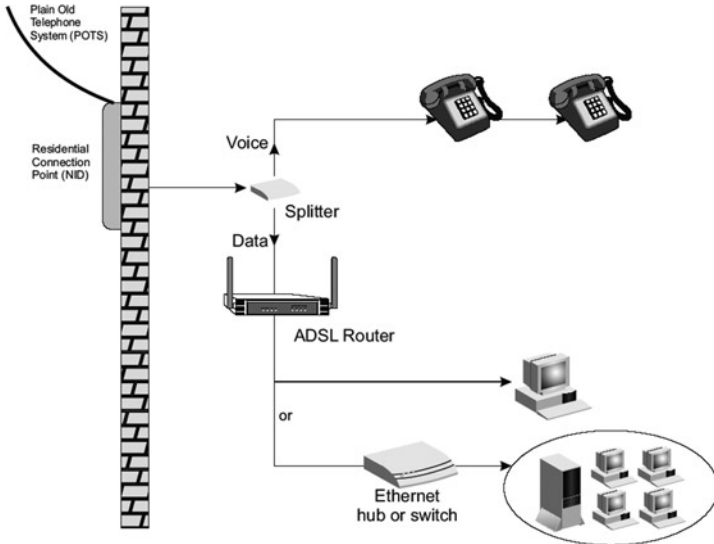 Plain Old
Telephone
System (POTS)
Residential
Connection
Point (NID)
Voice
Splitter
Data
ADSL Router
or
Ethernet
hub or switch